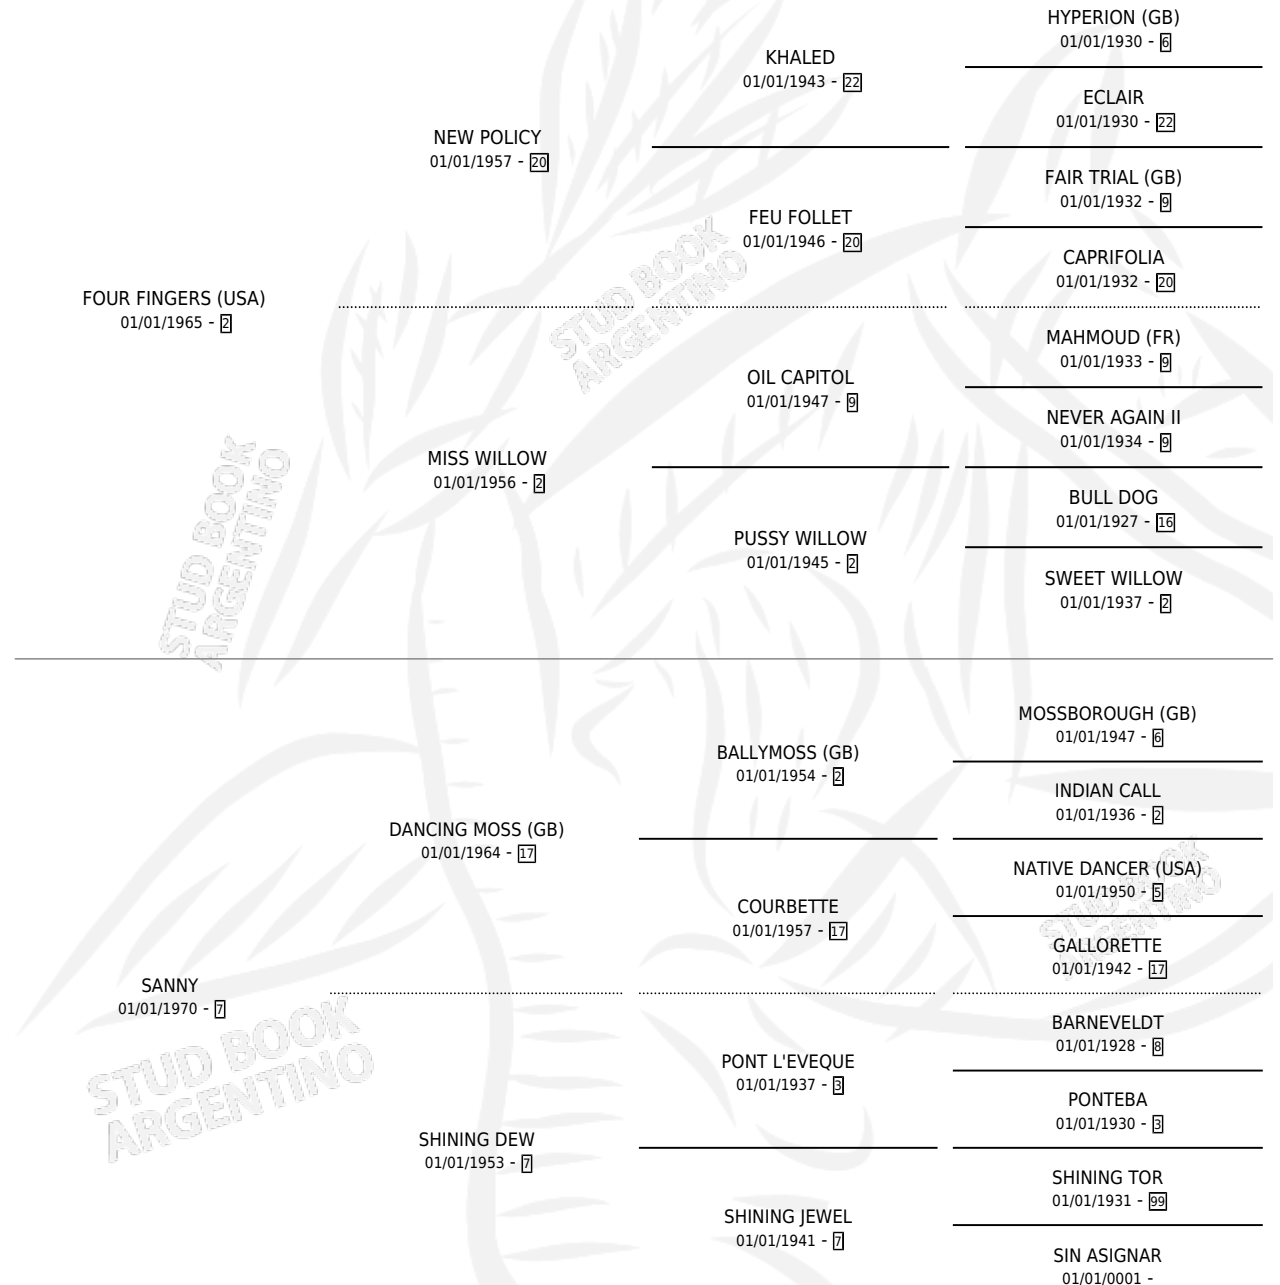 HYPERION (GB)
01/01/1930 - 6
KHALED
01/01/1943 - 22
ECLAIR
01/01/1930 - 22
NEW POLICY
01/01/1957 - 20
FAIR TRIAL (GB)
01/01/1932 - 9
FEU FOLLET
01/01/1946 - 20
CAPRIFOLIA
01/01/1932 - 20
FOUR FINGERS (USA)
01/01/1965 - 2
STUD BOOK
ARGENTINO
MAHMOUD (FR)
01/01/1933 - 9
OIL CAPITOL
01/01/1947 - 9
NEVER AGAIN II
01/01/1934 - 9
MISS WILLOW
01/01/1956 - 2
BULL DOG
01/01/1927 - 16
PUSSY WILLOW
01/01/1945 - 2
SWEET WILLOW
01/01/1937 - 2
STUD BOOK
ARGENTINO
MOSSBOROUGH (GB)
01/01/1947 - 6
BALLYMOSS (GB)
01/01/1954 - 2
INDIAN CALL
01/01/1936 - 2
DANCING MOSS (GB)
01/01/1964 - 17
NATIVE DANCER (USA)
01/01/1950 - 5
COURBETTE
01/01/1957 - 17
STUD BOOK
ARGENTINO
GALLORETTE
01/01/1942 - 17
SANNY
01/01/1970 - 7
BARNEVELDT
01/01/1928 - 8
PONT L'EVEQUE
01/01/1937 - 3
STUD BOOK
ARGENTINO
PONTEBA
01/01/1930 - 3
SHINING DEW
01/01/1953 - 7
SHINING TOR
01/01/1931 - 99
SHINING JEWEL
01/01/1941 - 7
SIN ASIGNAR
01/01/0001 -